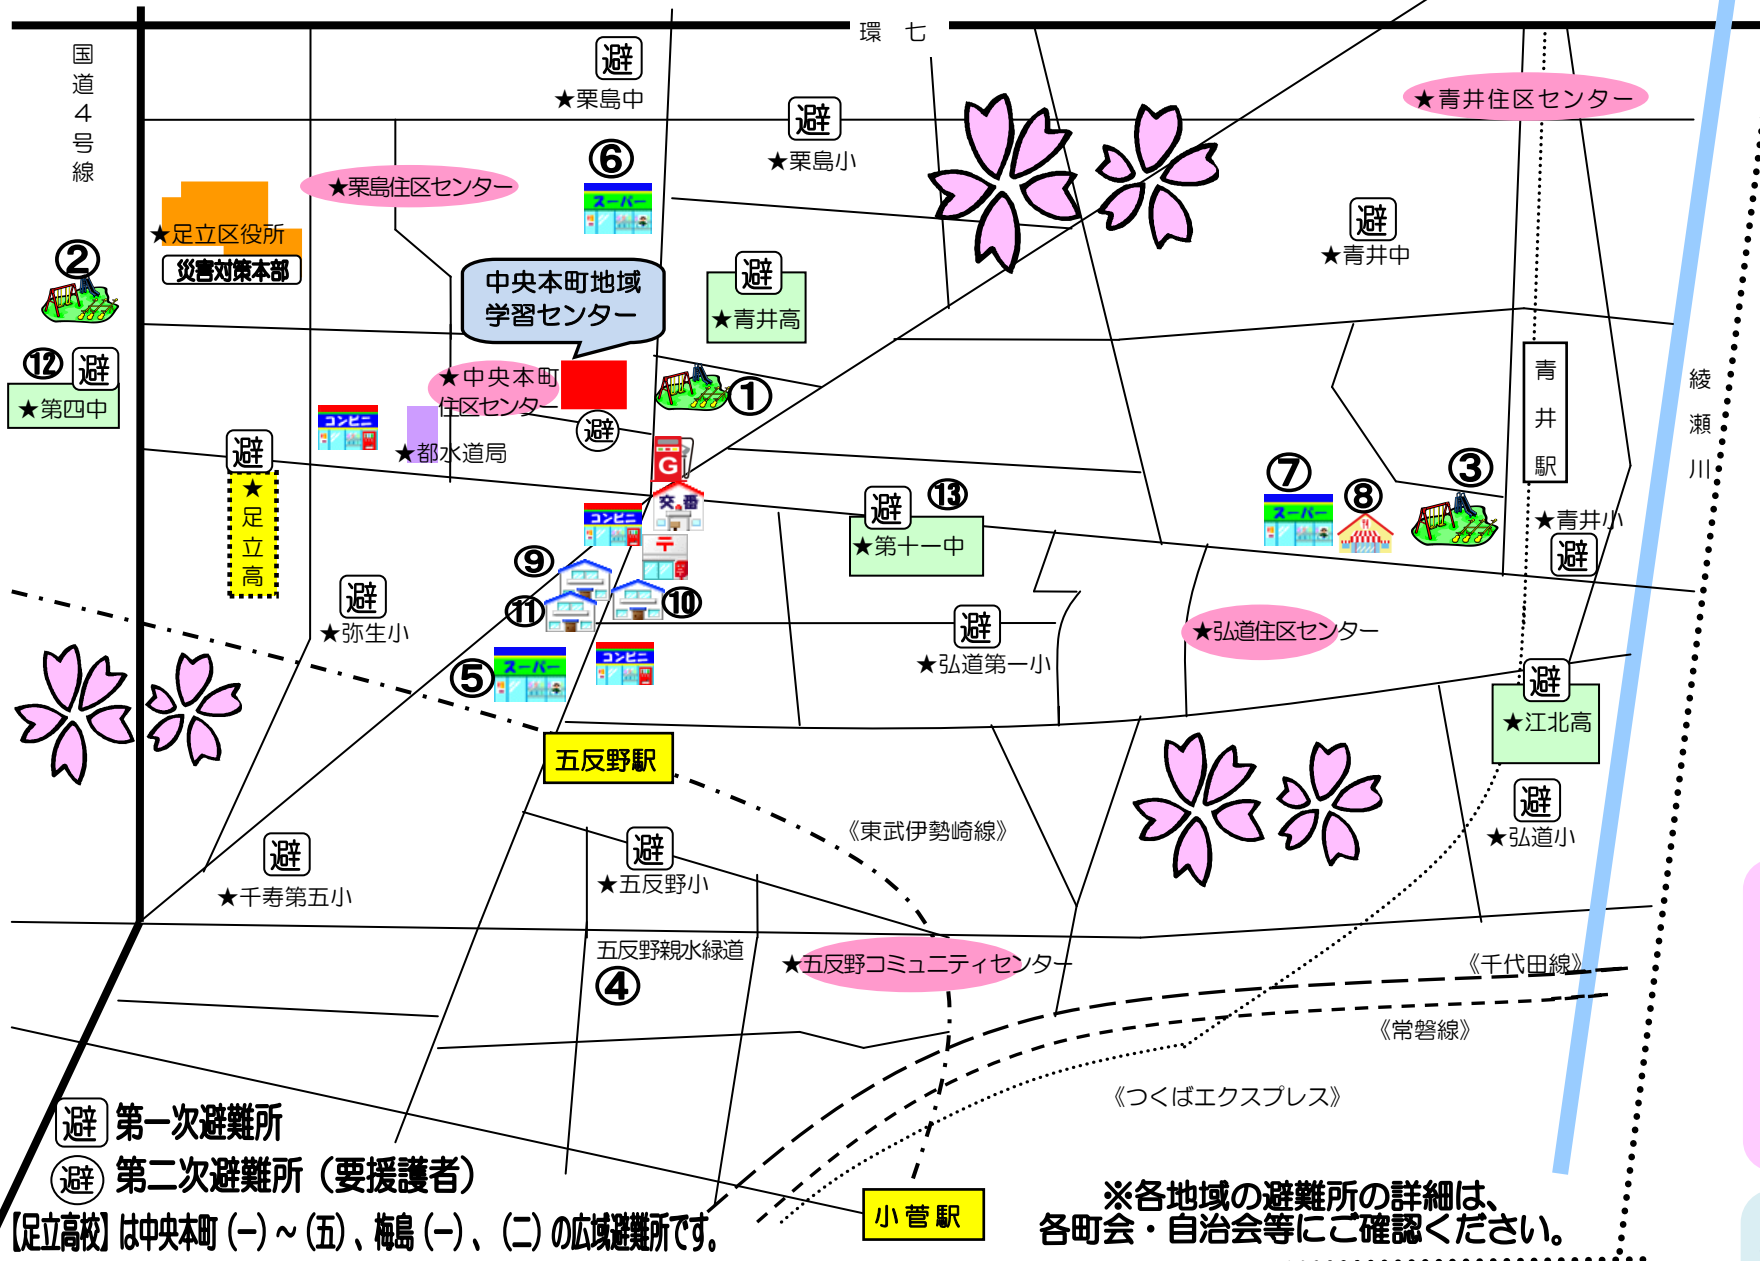 環 七
国道4号線
避
★栗島中
避
★栗島小
★青井住区センター
⑥
スーパー
★栗島住区センター
★足立区役所
災害対策本部
②
避
★青井中
中央本町地域
学習センター
避
★青井高
⑫
避
★第四中
★中央本町
住区センター
避
①
青井駅
綾瀬川
コンビニ
★都水道局
避
★足立高
G
交番
コンビニ
〒
避
⑬
★第十一中
⑦
スーパー
⑧
③
★青井小
避
⑨
⑩
⑪
避
★弥生小
避
★弘道第一小
★弘道住区センター
⑤
スーパー
コンビニ
避
★江北高
五反野駅
避
★弘道小
《東武伊勢崎線》
避
★千寿第五小
避
★五反野小
五反野親水緑道
④
★五反野コミュニティセンター
《千代田線》
《常磐線》
《つくばエクスプレス》
避 第一次避難所
避 第二次避難所（要援護者）
【足立高校】は中央本町（一）～（五）、梅島（一）、（二）の広域避難所です。
小菅駅
※各地域の避難所の詳細は、
各町会・自治会等にご確認ください。